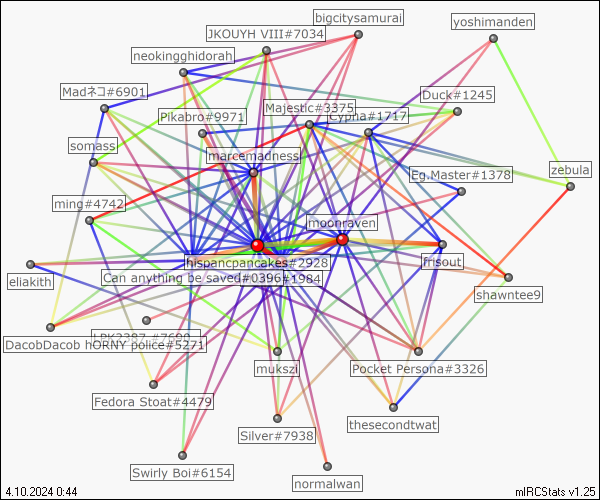 bigcitysamurai
yoshimanden
JKOUYH VIII#7034
neokingghidorah
Madネコ#6901
Duck#1245
Majestic#3375
Cypha#1717
Pikabro#9971
somass
marcemadness
zebula
Eg.Master#1378
ming#4742
moonraven
hispancpancakes#2928
frisout
eliakith
Can anything be saved#0396
#1984
shawntee9
DacobDacob
hORNY police#5271
mukszi
Pocket Persona#3326
Fedora Stoat#4479
thesecondtwat
Silver#7938
Swirly Boi#6154
normalwan
4.10.2024 0:44
mIRCStats v1.25